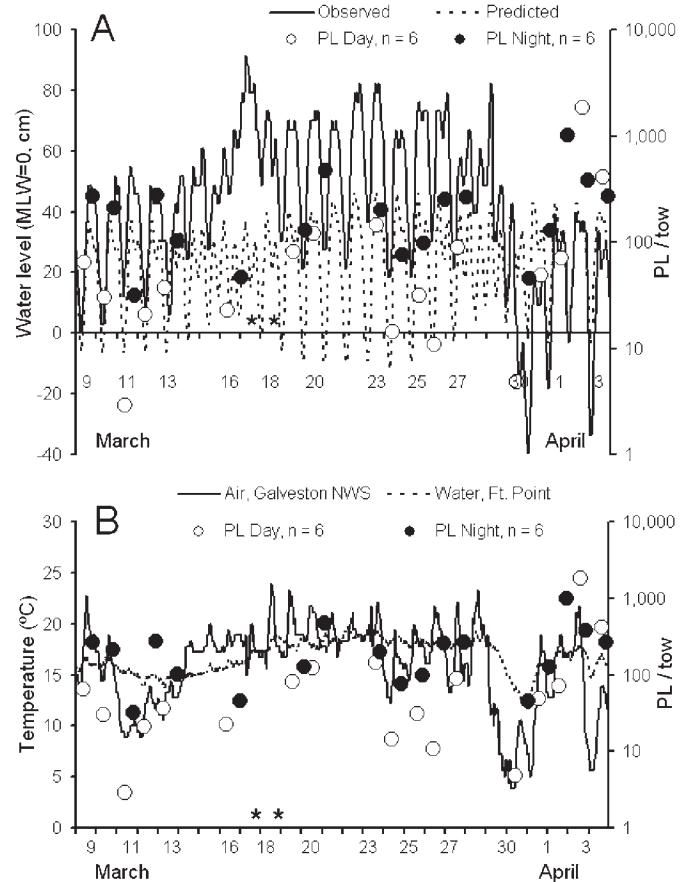 A
Observed Predicted
PL Day, n = 6 PL Night, n = 6
Water level (MLW=0, cm)
100
80
60
40
20
0
-20
-40
PL / tow
10,000
1,000
100
10
1
9 11 13 16 18 20 23 25 27 30 1 3
March April
* *
B
Air, Galveston NWS Water, Ft. Point
PL Day, n = 6 PL Night, n = 6
Temperature (ºC)
30
25
20
15
10
5
0
PL / tow
10,000
1,000
100
10
1
* *
9 11 13 16 18 20 23 25 27 30 1 3
March April